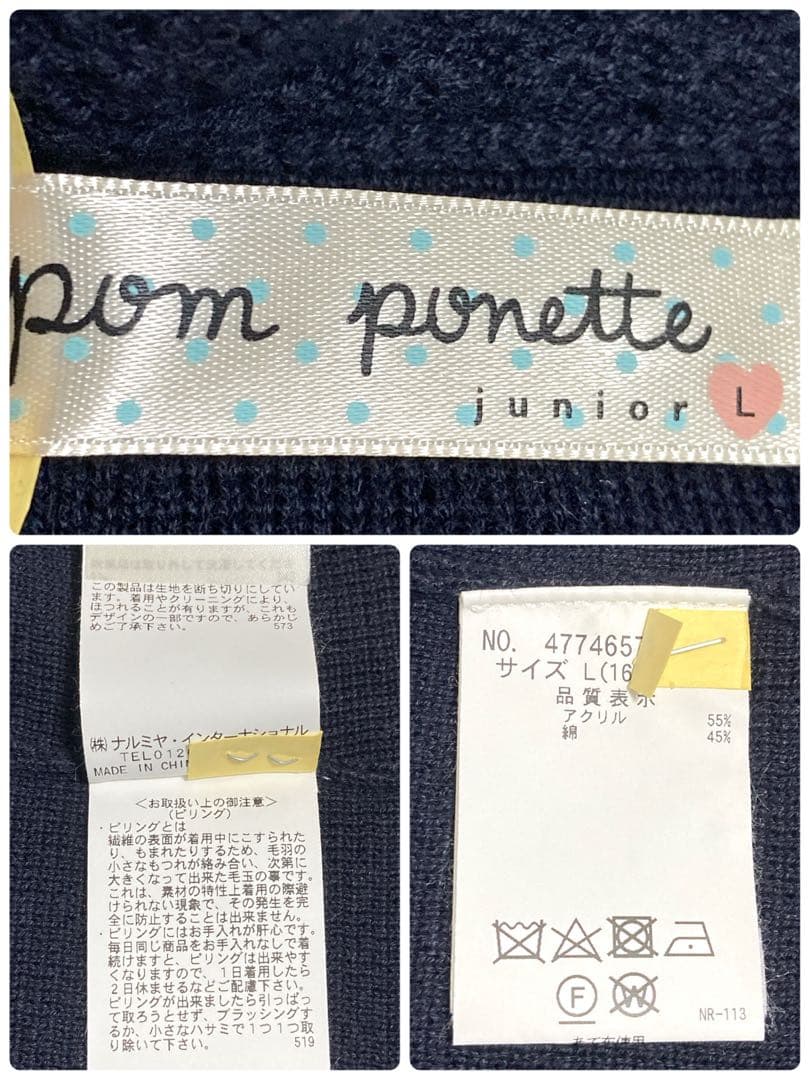 pom ponette
junior L
この製品は生地を断ち切りにしてい
ます。着用やクリーニングにより、
ほつれることが有りますが、これも
デザインの一部ですので、あらかじ
めご了承下さい。 573
㈱ ナルミヤ・インターナショナル
TEL012
MADE IN CHIN
<お取扱い上の御注意>
(ピリング)
・ピリングとは
繊維の表面が着用中にこすられた
り、もまれたりするため、毛羽の
小さなもつれが絡み合い、次第に
大きくなって出来た毛玉の事です。
これは、素材の特性上着用の際避
けられない現象で、その発生を完
全に防止することは出来ません。
・ピリングにはお手入れが肝心です。
毎日同じ商品をお手入れなしで着
続けますと、ピリングは出来やす
くなりますので、1日着用したら
2日休ませるなどご配慮下さい。
ピリングが出来ましたら引っぱっ
て取ろうとせず、ブラッシングす
るか、小さなハサミで1つ1つ取
り除いて下さい。 519
NO. 4774657
サイズ L(16
品質表示
アクリル 55%
綿 45%
F W
NR-113
あて布使用